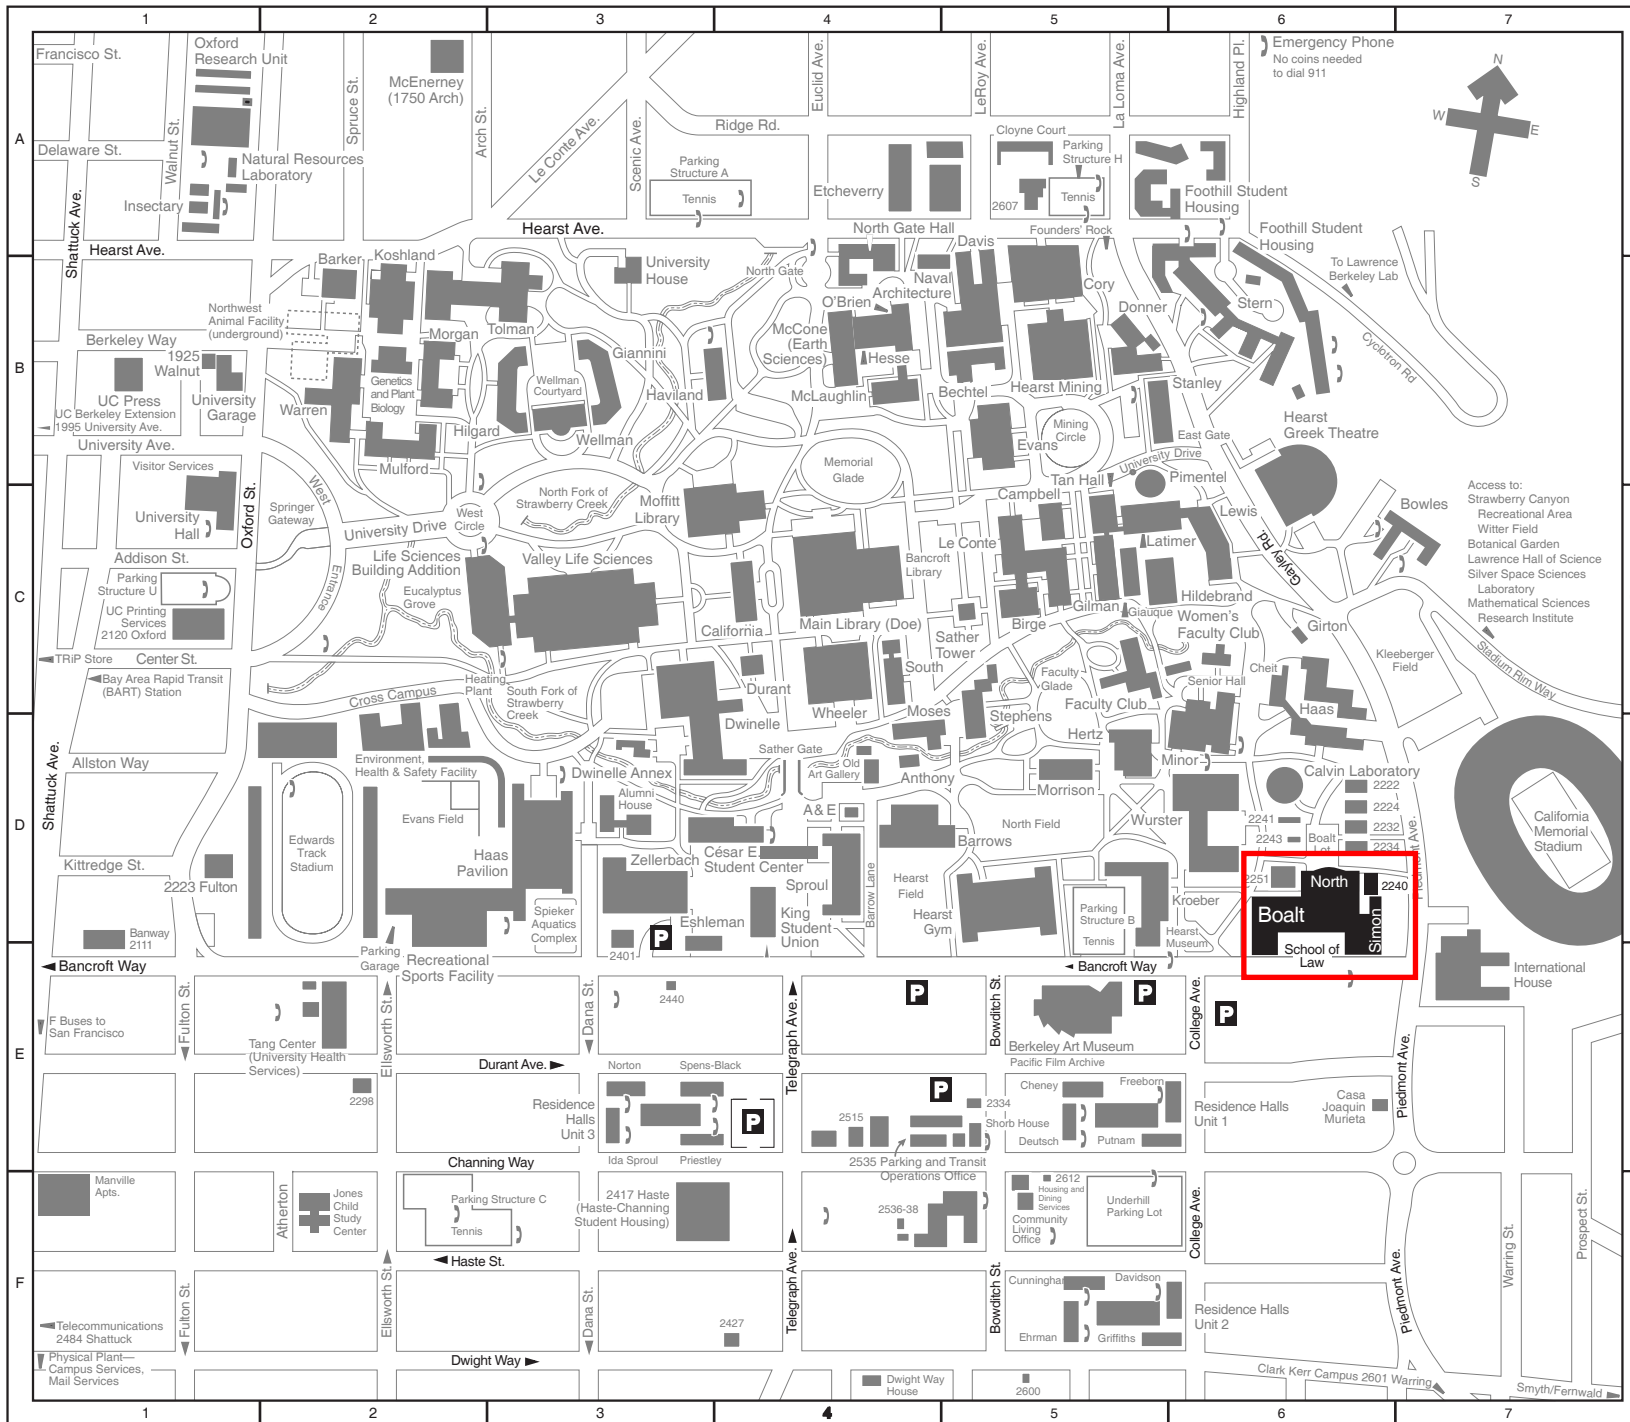 1 2 3 4 5 6 7
Francisco St.
Oxford
Research Unit
McEnerney
(1750 Arch)
Spruce St.
Arch St.
Euclid Ave.
LeRoy Ave.
La Loma Ave.
Highland Pl.
Emergency Phone
No coins needed
to dial 911
N
W
E
S
A
Delaware St.
Walnut St.
Natural Resources
Laboratory
Insectary
Le Conte Ave.
Scenic Ave.
Ridge Rd.
Parking
Structure A
Tennis
Etcheverry
Cloyne Court
Parking
Structure H
Tennis
2607
Foothill Student
Housing
Shattuck Ave.
Hearst Ave.
Hearst Ave.
North Gate Hall
Founders' Rock
Foothill Student
Housing
Barker
Koshland
University
House
North Gate
Davis
Naval
Architecture
Cory
To Lawrence
Berkeley Lab
Northwest
Animal Facility
(underground)
O'Brien
Donner
Stern
Morgan
Tolman
McCone
(Earth
Sciences)
Hesse
Cyclotron Rd
B
Berkeley Way
1925
Walnut
UC Press
University
Garage
UC Berkeley Extension
1995 University Ave.
Genetics
and Plant
Biology
Giannini
Wellman
Courtyard
Warren
Haviland
McLaughlin
Bechtel
Hearst Mining
Stanley
Hilgard
Wellman
Mulford
Evans
Mining
Circle
East Gate
Hearst
Greek Theatre
University Ave.
Visitor Services
University
Hall
Oxford St.
West
Entrance
Springer
Gateway
University Drive
West
Circle
North Fork of
Strawberry Creek
Moffitt
Library
Memorial
Glade
University Drive
Tan Hall
Pimentel
Campbell
Lewis
Bowles
Access to:
Strawberry Canyon
Recreational Area
Witter Field
Botanical Garden
Lawrence Hall of Science
Silver Space Sciences
Laboratory
Mathematical Sciences
Research Institute
C
Addison St.
Parking
Structure U
UC Printing
Services
2120 Oxford
Life Sciences
Building Addition
Eucalyptus
Grove
Valley Life Sciences
Bancroft
Library
Le Conte
Latimer
Gayley Rd.
Hildebrand
Gilman
Glauque
California
Main Library (Doe)
Birge
Women's
Faculty Club
Girton
TRiP Store
Center St.
Bay Area Rapid Transit
(BART) Station
Sather
Tower
South
Kleeberger
Field
Stadium Rim Way
Cross Campus
Heating
Plant
South Fork of
Strawberry
Creek
Durant
Dwinelle
Wheeler
Moses
Faculty
Glade
Faculty Club
Stephens
Cheit
Senior Hall
Haas
Hertz
Shattuck Ave.
Allston Way
Environment,
Health & Safety Facility
Dwinelle Annex
Sather Gate
Old
Art Gallery
Anthony
Morrison
Minor
Calvin Laboratory
2222
2224
2232
2234
2241
2243
Boalt
Lot
California
Memorial
Stadium
D
Alumni
House
A & E
North Field
Wurster
Edwards
Track
Stadium
Evans Field
Haas
Pavilion
Zellerbach
César E.
Student Center
Barrows
Kittredge St.
2223 Fulton
Sproul
Barrow Lane
Hearst
Field
Hearst
Gym
Kroeber
Piedmont Ave.
2251
North
2240
Boalt
Simon
School of
Law
Spieker
Aquatics
Complex
Eshleman
King
Student
Union
Parking
Structure B
Tennis
Hearst
Museum
Banway
2111
Parking
Garage
Recreational
Sports Facility
2401
P
Bancroft Way
Bancroft Way
International
House
F Buses to
San Francisco
Fulton St.
Tang Center
(University Health
Services)
Ellsworth St.
Dana St.
2440
Telegraph Ave.
P
Bowditch St.
P
Berkeley Art Museum
Pacific Film Archive
College Ave.
P
E
Durant Ave.
Piedmont Ave.
2298
Norton
Spens-Black
Residence
Halls
Unit 3
Ida Sproul
Priestley
P
P
2515
2334
Shorb House
2535 Parking and Transit
Operations Office
Cheney
Freeborn
Deutsch
Putnam
Residence Halls
Unit 1
Casa
Joaquin
Murieta
Channing Way
Manville
Apts.
Atherton
Jones
Child
Study
Center
Parking Structure C
Tennis
2417 Haste
(Haste-Channing
Student Housing)
2536-38
2612
Housing and
Dining
Services
Community
Living
Office
Underhill
Parking Lot
College Ave.
Warring St.
Prospect St.
Haste St.
F
Fulton St.
Ellsworth St.
Dana St.
Telegraph Ave.
Bowditch St.
Piedmont Ave.
Cunningham
Davidson
Ehrman
Griffiths
Residence Halls
Unit 2
Telecommunications
2484 Shattuck
2427
Physical Plant—
Campus Services,
Mail Services
Dwight Way
Dwight Way
House
2600
Clark Kerr Campus 2601 Warring
Smyth/Fernwald
1 2 3 4 5 6 7